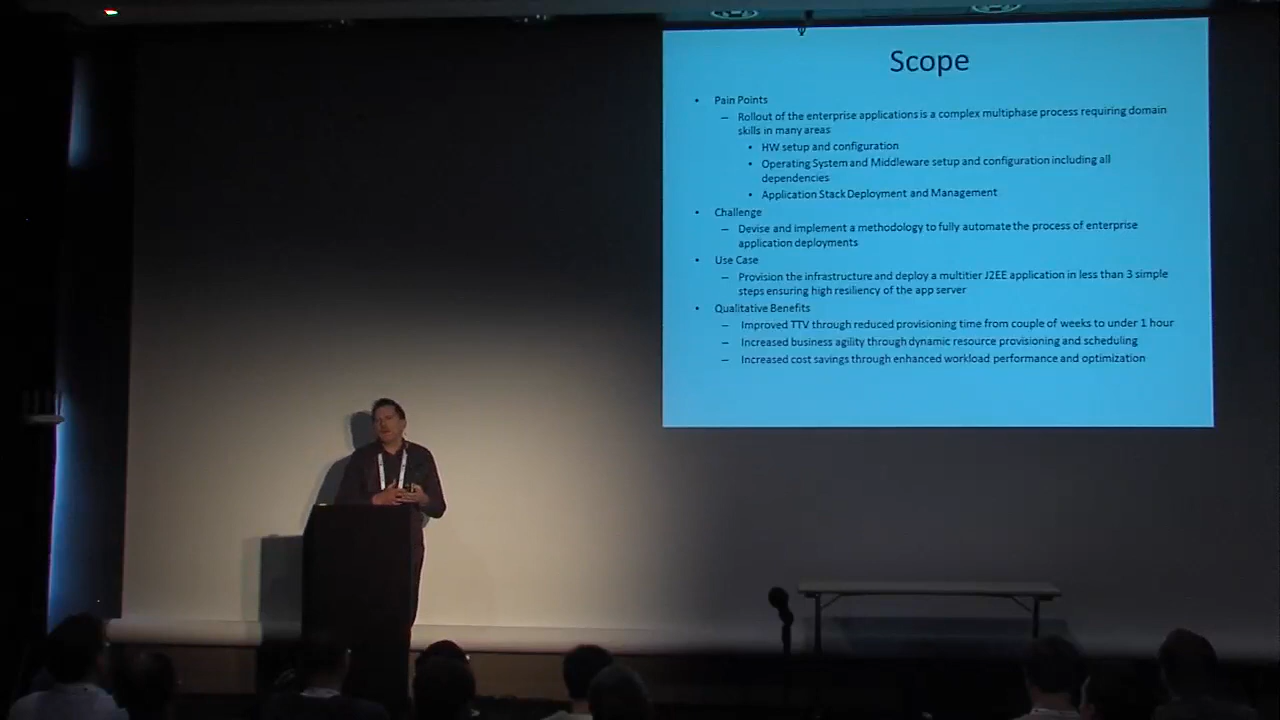 Scope
• Pain Points
– Rollout of the enterprise applications is a complex multiphase process requiring domain
skills in many areas
• HW setup and configuration
• Operating System and Middleware setup and configuration including all
dependencies
• Application Stack Deployment and Management
• Challenge
– Devise and implement a methodology to fully automate the process of enterprise
application deployments
• Use Case
– Provision the infrastructure and deploy a multitier J2EE application in less than 3 simple
steps ensuring high resiliency of the app server
• Qualitative Benefits
– Improved TTV through reduced provisioning time from couple of weeks to under 1 hour
– Increased business agility through dynamic resource provisioning and scheduling
– Increased cost savings through enhanced workload performance and optimization